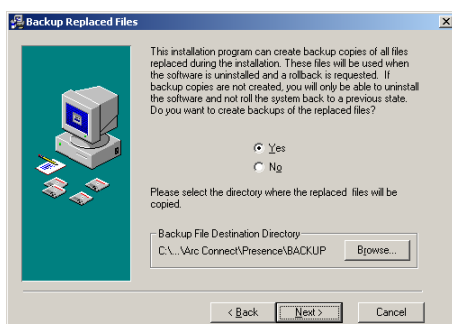 Backup Replaced Files
This installation program can create backup copies of all files
replaced during the installation. These files will be used when
the software is uninstalled and a rollback is requested. If
backup copies are not created, you will only be able to uninstall
the software and not roll the system back to a previous state.
Do you want to create backups of the replaced files?
Yes
No
Please select the directory where the replaced files will be
copied.
Backup File Destination Directory
C:\...\Arc Connect\Presence\BACKUP
Browse...
< Back
Next >
Cancel